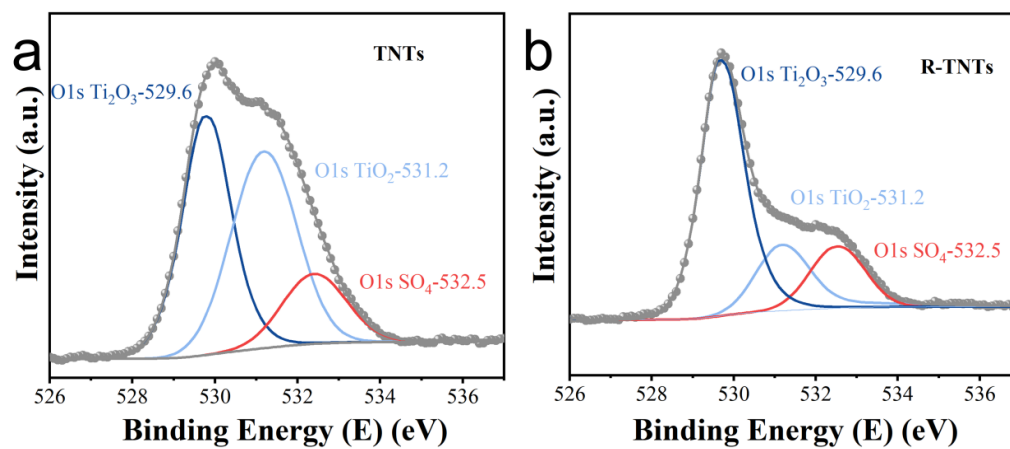 a
TNTs
O1s Ti₂O₃-529.6
O1s TiO₂-531.2
O1s SO₄-532.5
Intensity (a.u.)
526 528 530 532 534 536
Binding Energy (E) (eV)
b
R-TNTs
O1s Ti₂O₃-529.6
O1s TiO₂-531.2
O1s SO₄-532.5
Intensity (a.u.)
526 528 530 532 534 536
Binding Energy (E) (eV)